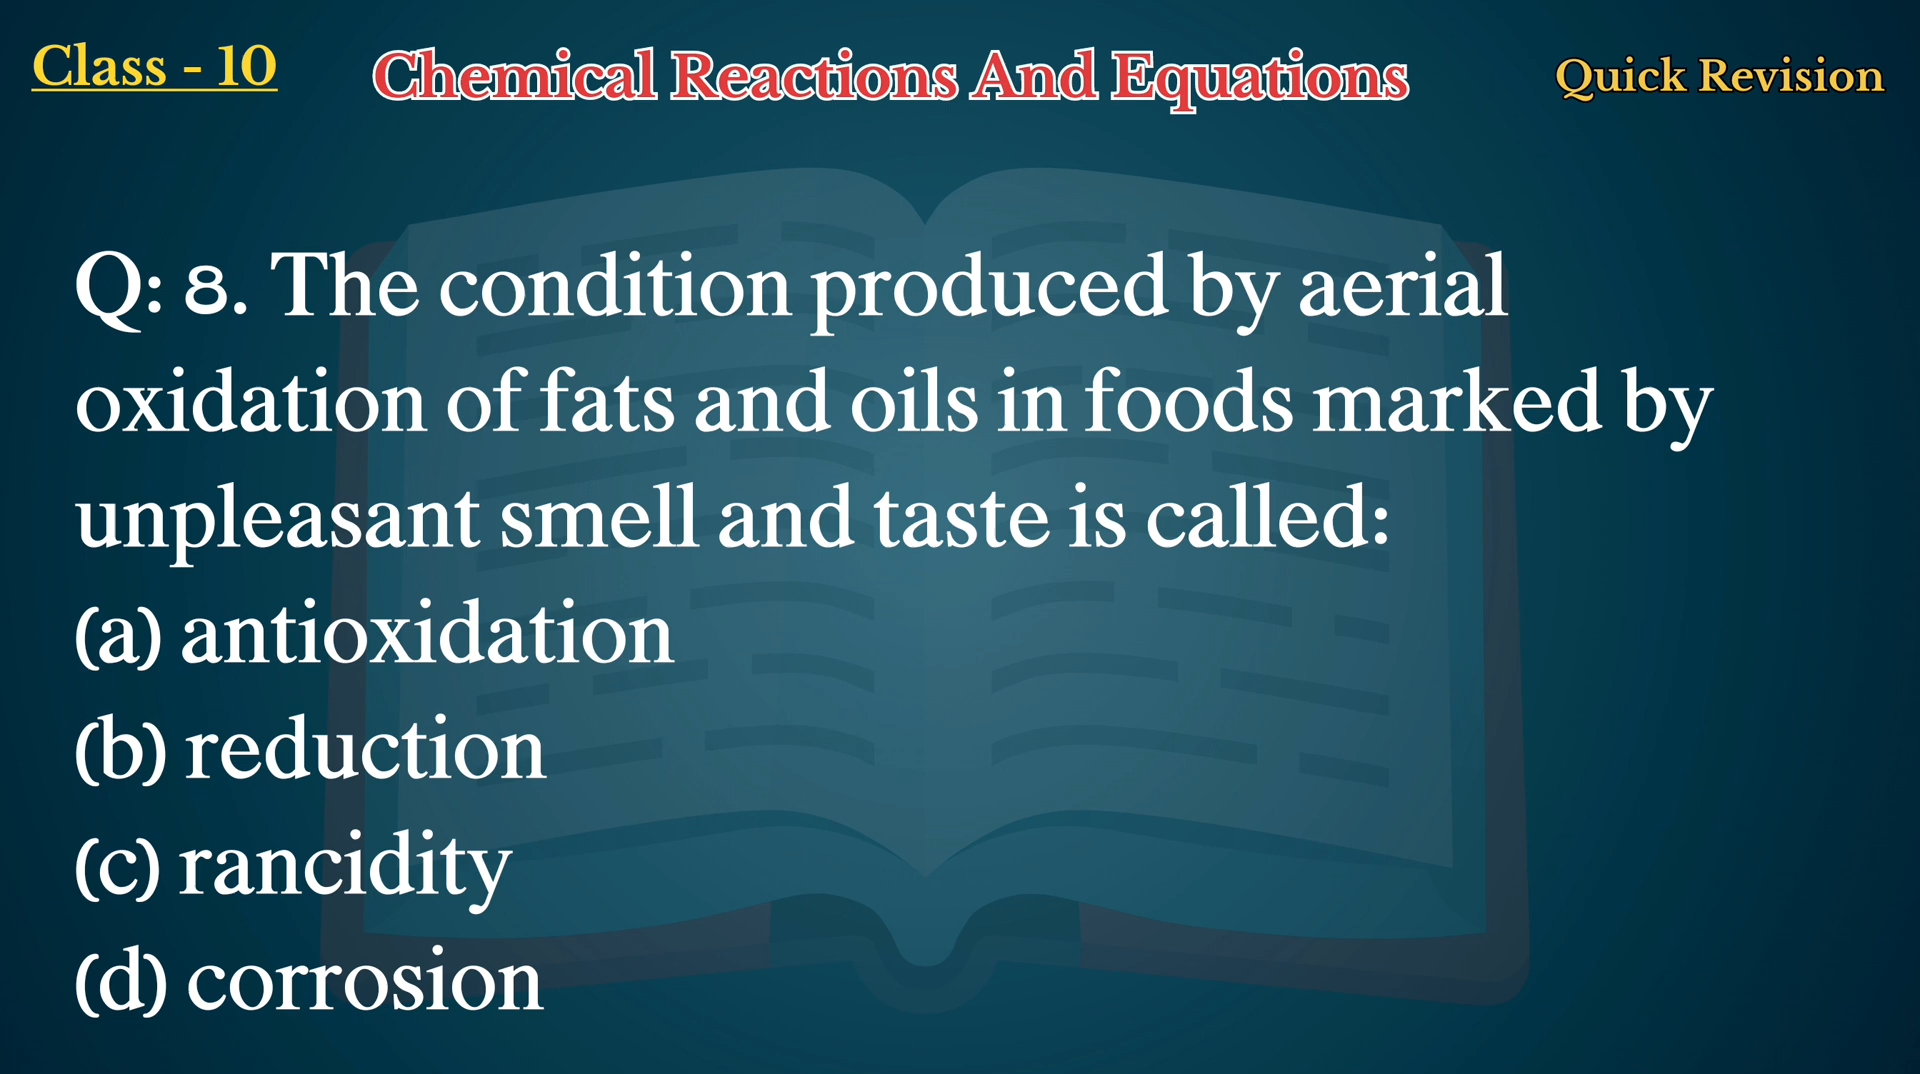 Class - 10
Chemical Reactions And Equations
Quick Revision
Q: 8. The condition produced by aerial
oxidation of fats and oils in foods marked by
unpleasant smell and taste is called:
(a) antioxidation
(b) reduction
(c) rancidity
(d) corrosion